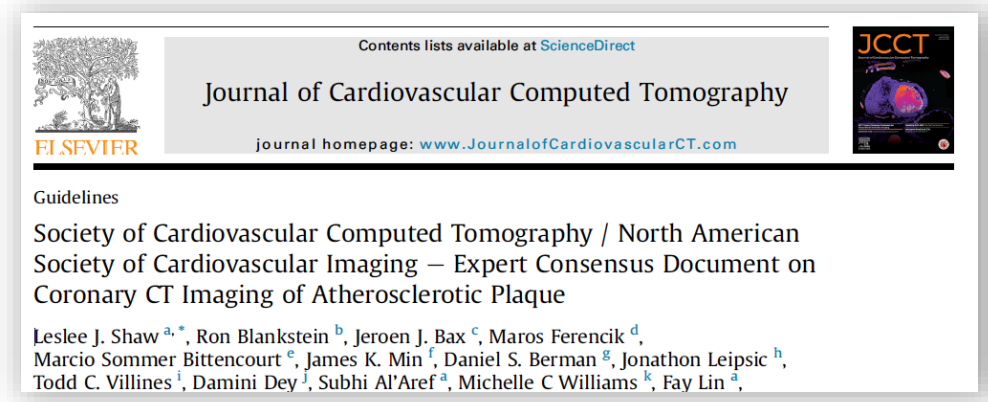 Contents lists available at ScienceDirect
Journal of Cardiovascular Computed Tomography
journal homepage: www.JournalofCardiovascularCT.com
ELSEVIER
JCCT
Guidelines
Society of Cardiovascular Computed Tomography / North American
Society of Cardiovascular Imaging – Expert Consensus Document on
Coronary CT Imaging of Atherosclerotic Plaque
Leslee J. Shaw a, *, Ron Blankstein b, Jeroen J. Bax c, Maros Ferencik d,
Marcio Sommer Bittencourt e, James K. Min f, Daniel S. Berman g, Jonathon Leipsic h,
Todd C. Villines i, Damini Dey j, Subhi Al'Aref a, Michelle C Williams k, Fay Lin a,